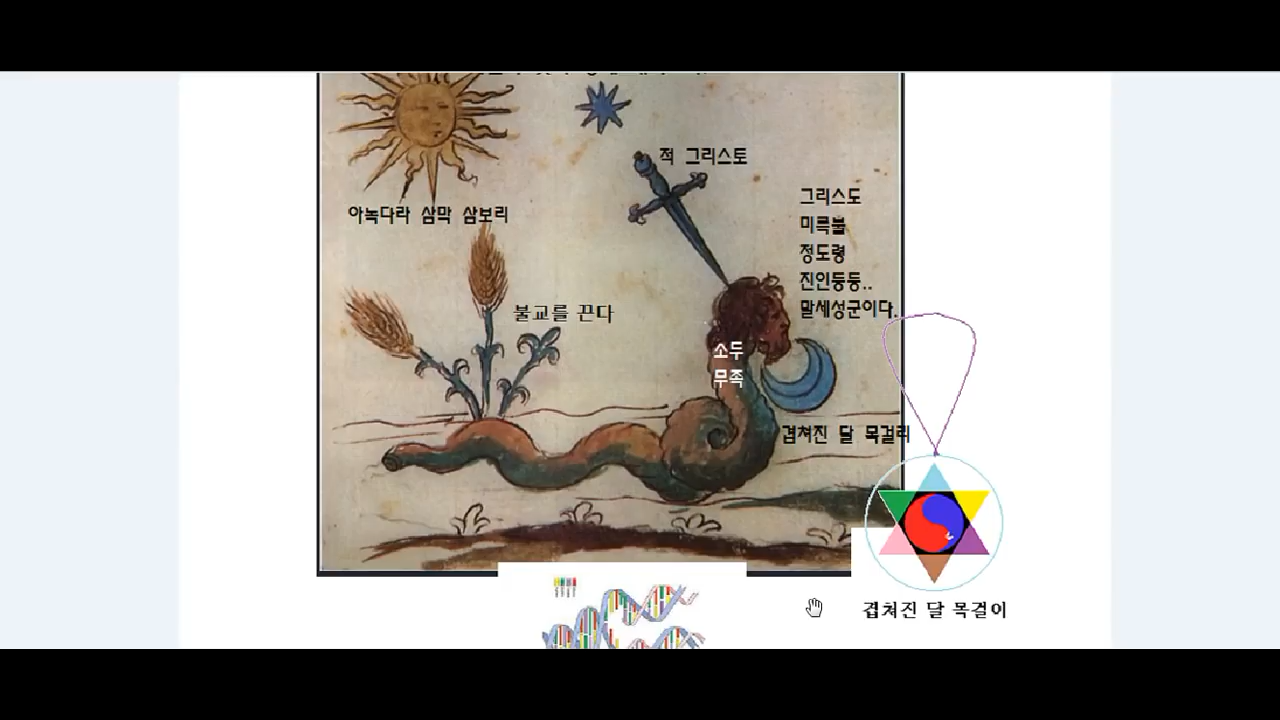 적 그리스토
그리스도
미륵불
정도령
진인등등..
말세성군이다.
아눅다라 삼막 삼보리
불교를 끈다
소두
무족
겹쳐진 달 목걸리
겹쳐진 달 목걸이